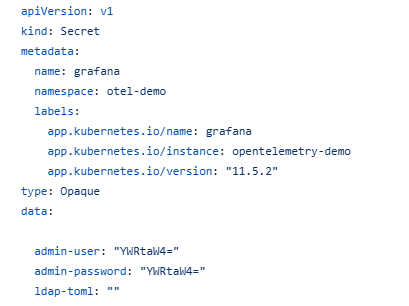 apiVersion: v1
kind: Secret
metadata:
  name: grafana
  namespace: otel-demo
  labels:
    app.kubernetes.io/name: grafana
    app.kubernetes.io/instance: opentelemetry-demo
    app.kubernetes.io/version: "11.5.2"
type: Opaque
data:
  admin-user: "YWRtaW4="
  admin-password: "YWRtaW4="
  ldap-toml: ""